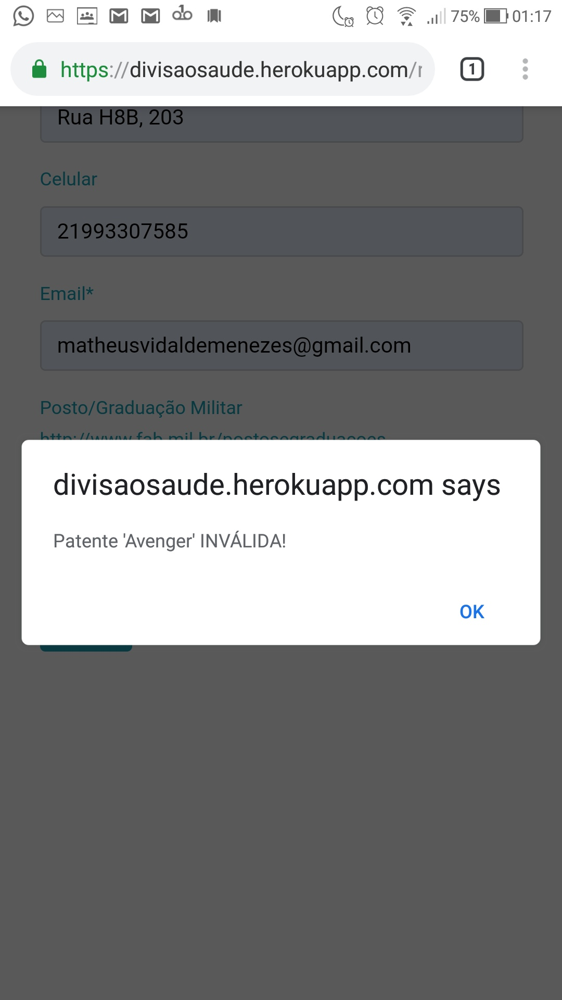 75% 01:17
https://divisaosaude.herokuapp.com/
1
Rua H8B, 203
Celular
21993307585
Email*
matheusvidaldemenezes@gmail.com
Posto/Graduação Militar
http://www.fab.mil.br/postosegraduacoes
divisaosaude.herokuapp.com says
Patente 'Avenger' INVÁLIDA!
OK